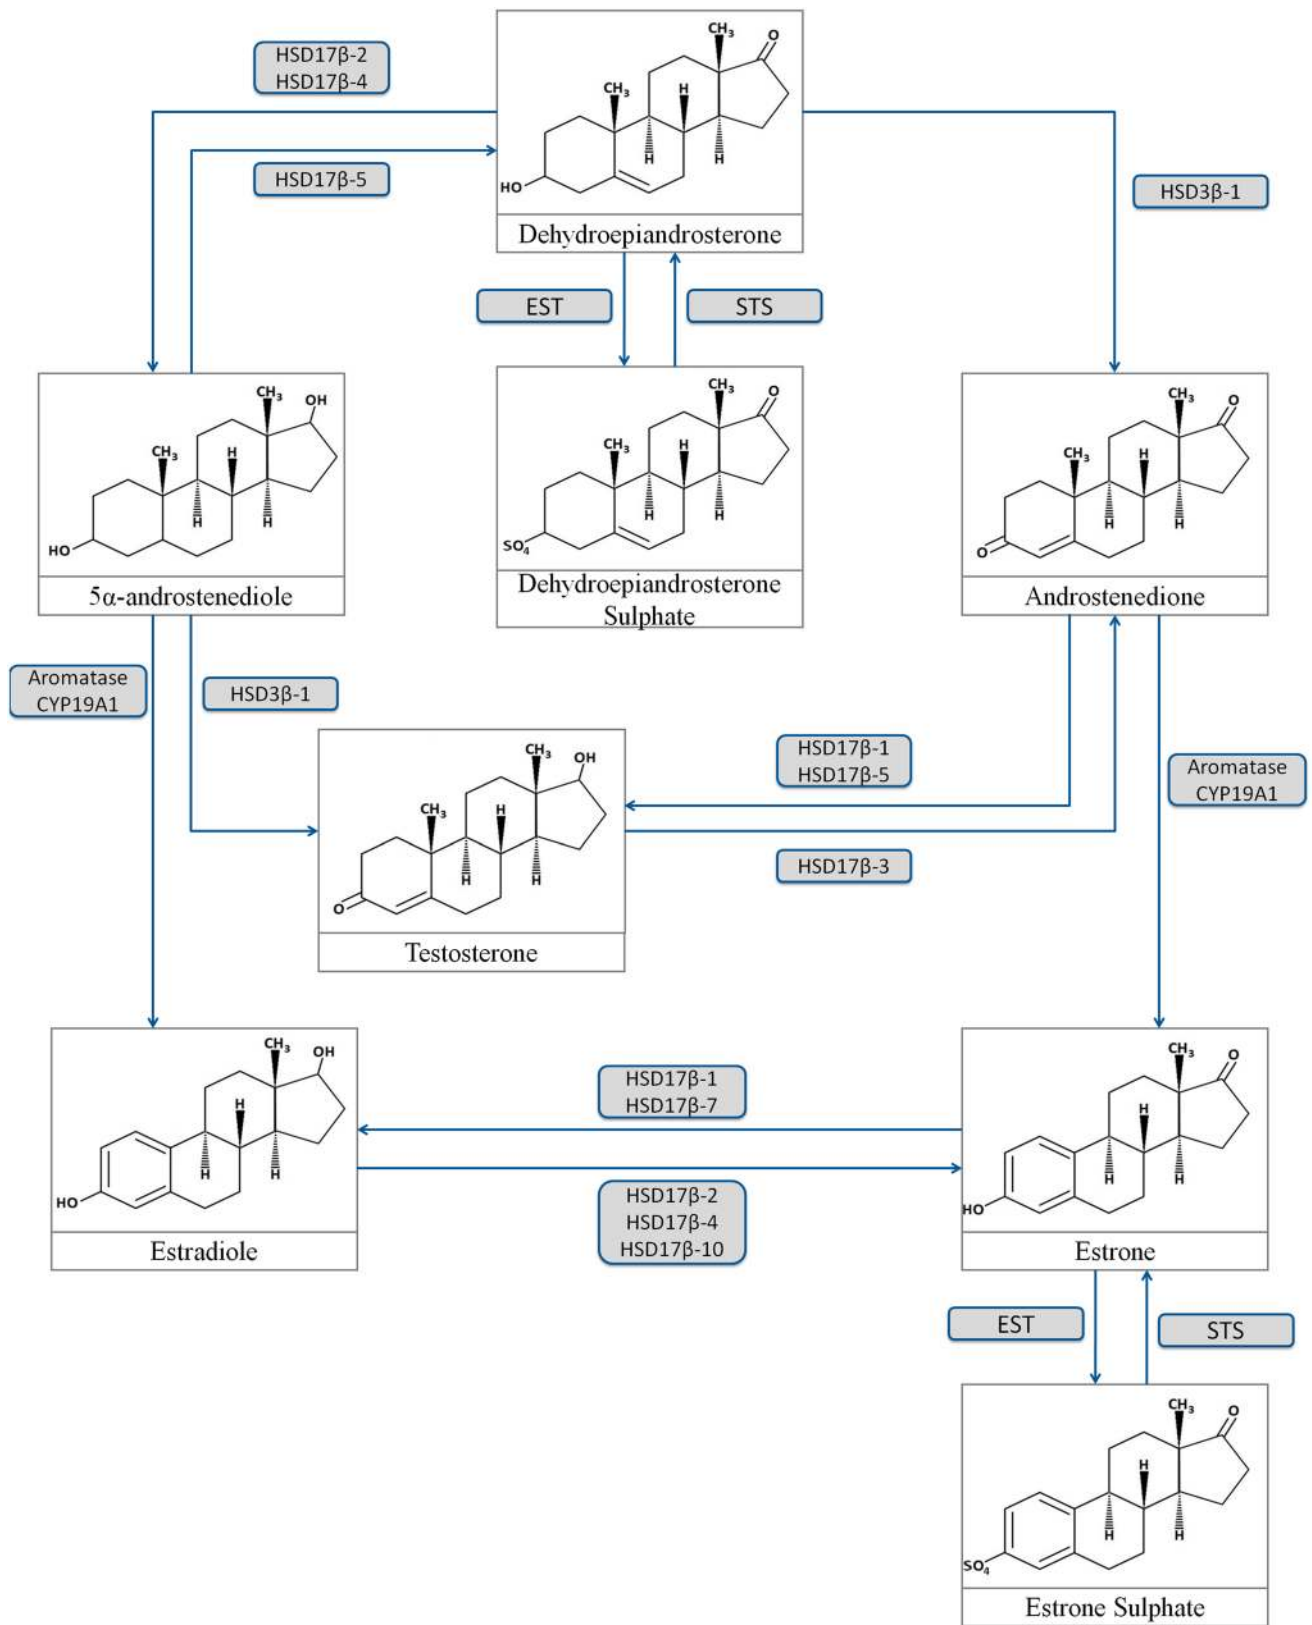 HSD17β-2
HSD17β-4
CH₃
O
CH₃
H
H
H
HO
Dehydroepiandrosterone
HSD17β-5
HSD3β-1
EST
STS
CH₃
OH
CH₃
H
H
H
HO
5α-androstenediole
CH₃
O
CH₃
H
H
H
SO₄
Dehydroepiandrosterone
Sulphate
CH₃
O
CH₃
H
H
H
O
Androstenedione
Aromatase
CYP19A1
HSD3β-1
CH₃
OH
CH₃
H
H
H
O
Testosterone
HSD17β-1
HSD17β-5
HSD17β-3
Aromatase
CYP19A1
CH₃
OH
H
H
H
HO
Estradiole
HSD17β-1
HSD17β-7
HSD17β-2
HSD17β-4
HSD17β-10
CH₃
O
H
H
H
HO
Estrone
EST
STS
CH₃
O
H
H
H
SO₄
Estrone Sulphate